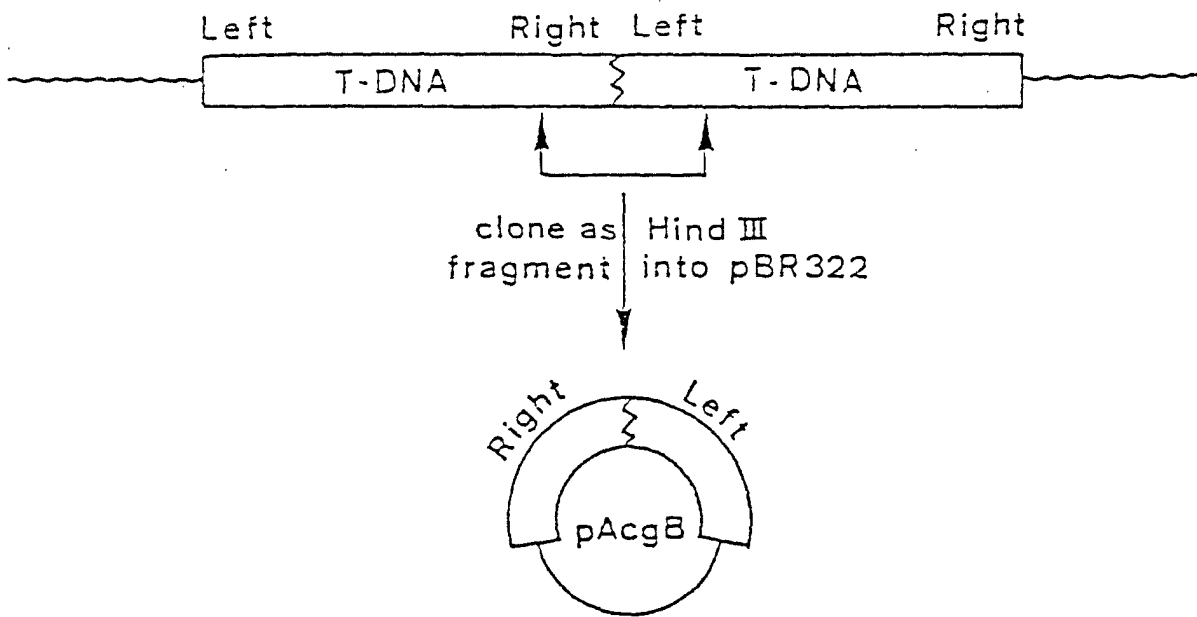 Left Right Left Right
T-DNA T-DNA
clone as Hind III
fragment into pBR322
Right Left
pAcgB